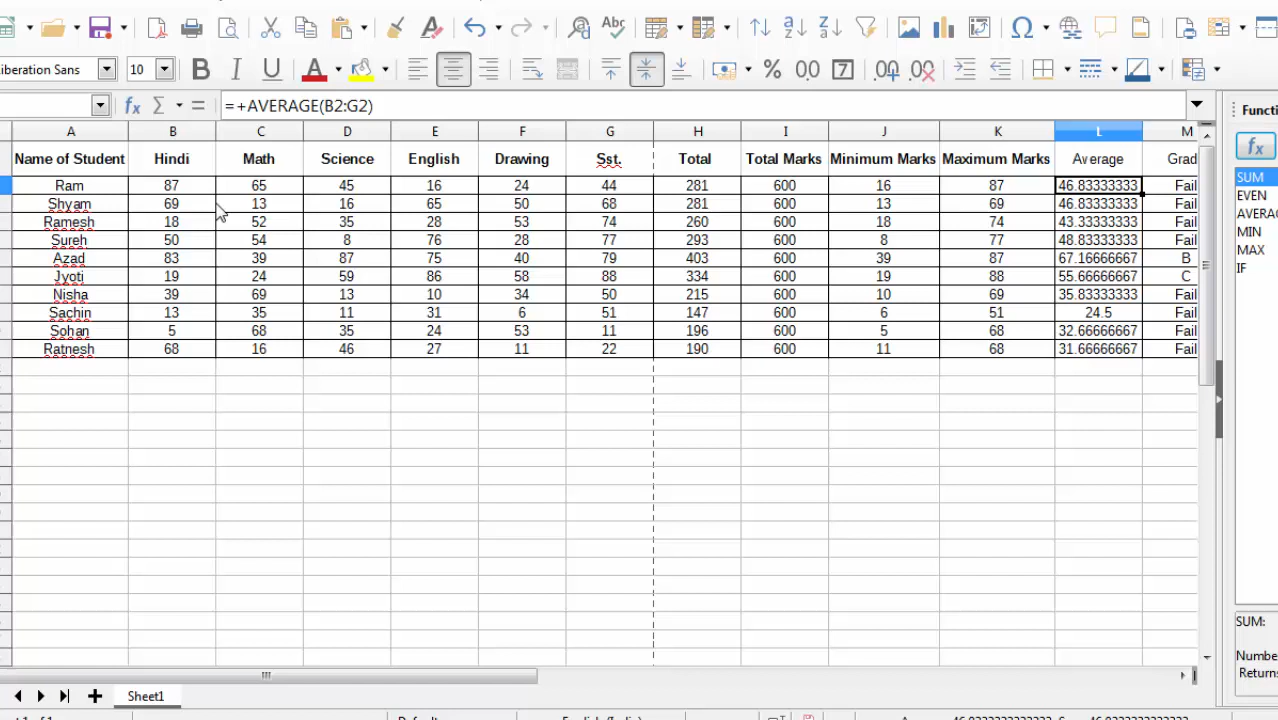 Liberation Sans 10
=+AVERAGE(B2:G2)
Functi
A B C D E F G H I J K L M
Name of Student Hindi Math Science English Drawing Sst. Total Total Marks Minimum Marks Maximum Marks Average Grad
Ram 87 65 45 16 24 44 281 600 16 87 46.83333333 Fail
Shyam 69 13 16 65 50 68 281 600 13 69 46.83333333 Fail
Ramesh 18 52 35 28 53 74 260 600 18 74 43.33333333 Fail
Sureh 50 54 8 76 28 77 293 600 8 77 48.83333333 Fail
Azad 83 39 87 75 40 79 403 600 39 87 67.16666667 B
Jyoti 19 24 59 86 58 88 334 600 19 88 55.66666667 C
Nisha 39 69 13 10 34 50 215 600 10 69 35.83333333 Fail
Sachin 13 35 11 31 6 51 147 600 6 51 24.5 Fail
Sohan 5 68 35 24 53 11 196 600 5 68 32.66666667 Fail
Ratnesh 68 16 46 27 11 22 190 600 11 68 31.66666667 Fail
SUM
EVEN
AVERAG
MIN
MAX
IF
SUM:
Numbe
Returns
Sheet1